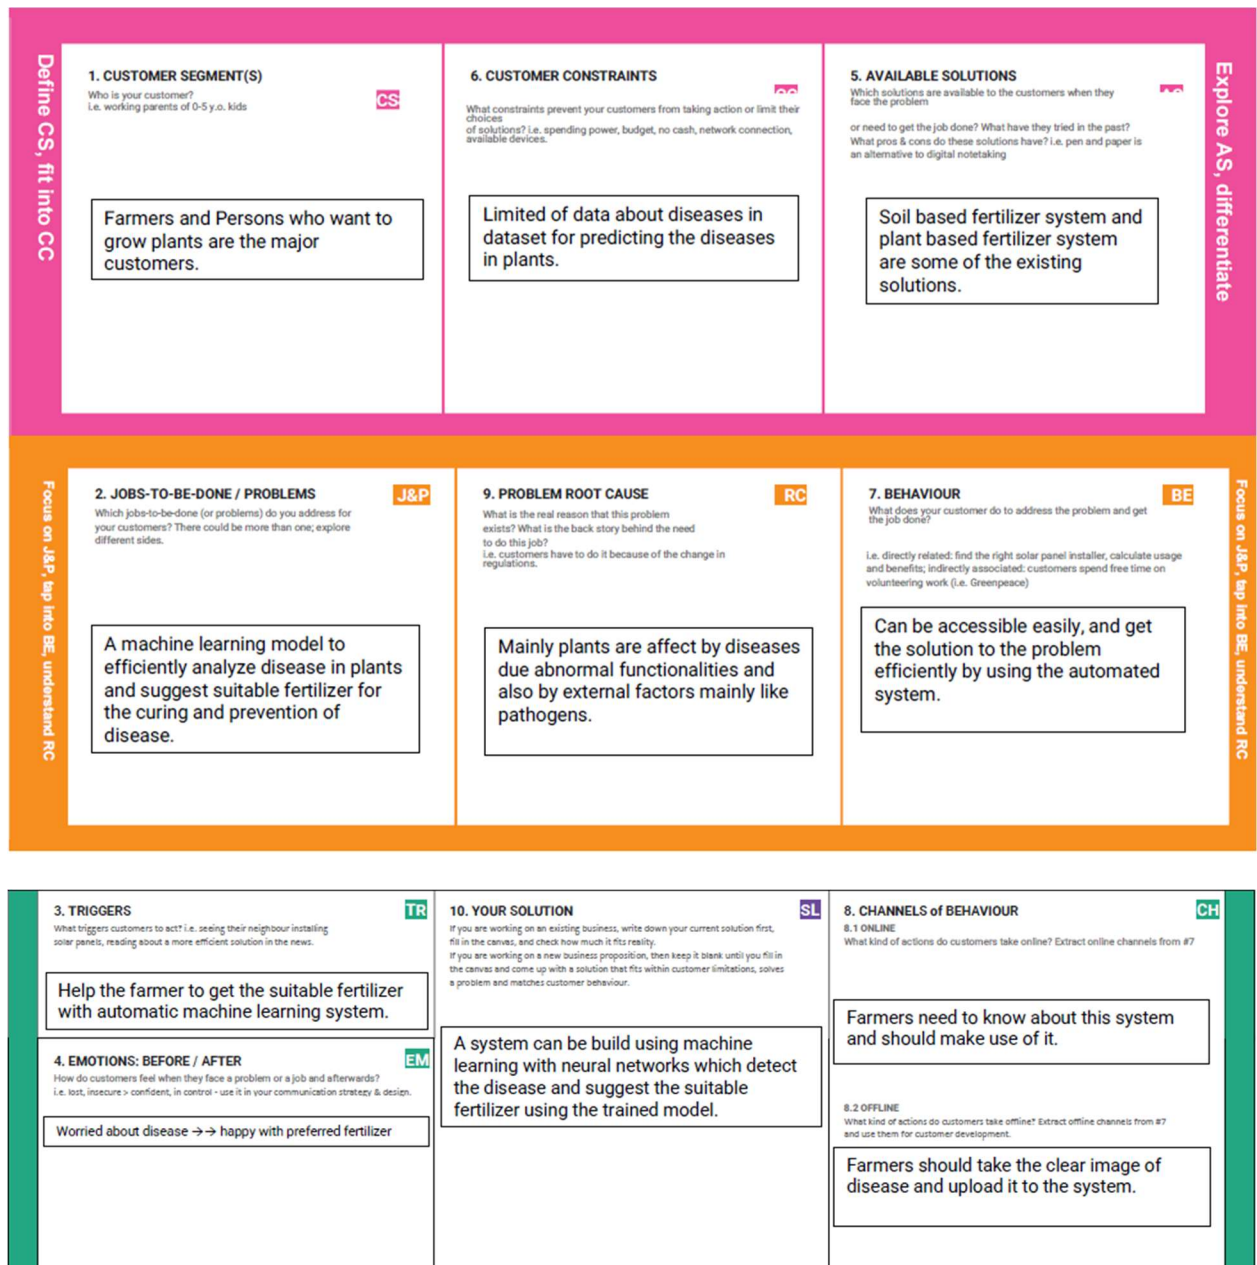 Define CS, fit into CC
1. CUSTOMER SEGMENT(S)
Who is your customer?
i.e. working parents of 0-5 y.o. kids
CS
Farmers and Persons who want to
grow plants are the major
customers.
6. CUSTOMER CONSTRAINTS
What constraints prevent your customers from taking action or limit their
choices
of solutions? i.e. spending power, budget, no cash, network connection,
available devices.
Limited of data about diseases in
dataset for predicting the diseases
in plants.
5. AVAILABLE SOLUTIONS
Which solutions are available to the customers when they
face the problem
or need to get the job done? What have they tried in the past?
What pros & cons do these solutions have? i.e. pen and paper is
an alternative to digital notetaking
Soil based fertilizer system and
plant based fertilizer system
are some of the existing
solutions.
Explore AS, differentiate
Focus on J&P, tap into BE, understand RC
2. JOBS-TO-BE-DONE / PROBLEMS
J&P
Which jobs-to-be-done (or problems) do you address for
your customers? There could be more than one; explore
different sides.
A machine learning model to
efficiently analyze disease in plants
and suggest suitable fertilizer for
the curing and prevention of
disease.
9. PROBLEM ROOT CAUSE
RC
What is the real reason that this problem
exists? What is the back story behind the need
to do this job?
i.e. customers have to do it because of the change in
regulations.
Mainly plants are affect by diseases
due abnormal functionalities and
also by external factors mainly like
pathogens.
7. BEHAVIOUR
BE
What does your customer do to address the problem and get
the job done?
i.e. directly related: find the right solar panel installer, calculate usage
and benefits; indirectly associated: customers spend free time on
volunteering work (i.e. Greenpeace)
Can be accessible easily, and get
the solution to the problem
efficiently by using the automated
system.
Focus on J&P, tap into BE, understand RC
3. TRIGGERS
TR
What triggers customers to act? i.e. seeing their neighbour installing
solar panels, reading about a more efficient solution in the news.
Help the farmer to get the suitable fertilizer
with automatic machine learning system.
4. EMOTIONS: BEFORE / AFTER
EM
How do customers feel when they face a problem or a job and afterwards?
i.e. lost, insecure > confident, in control - use it in your communication strategy & design.
Worried about disease →→ happy with preferred fertilizer
10. YOUR SOLUTION
SL
If you are working on an existing business, write down your current solution first,
fill in the canvas, and check how much it fits reality.
If you are working on a new business proposition, then keep it blank until you fill in
the canvas and come up with a solution that fits within customer limitations, solves
a problem and matches customer behaviour.
A system can be build using machine
learning with neural networks which detect
the disease and suggest the suitable
fertilizer using the trained model.
8. CHANNELS of BEHAVIOUR
CH
8.1 ONLINE
What kind of actions do customers take online? Extract online channels from #7
Farmers need to know about this system
and should make use of it.
8.2 OFFLINE
What kind of actions do customers take offline? Extract offline channels from #7
and use them for customer development.
Farmers should take the clear image of
disease and upload it to the system.